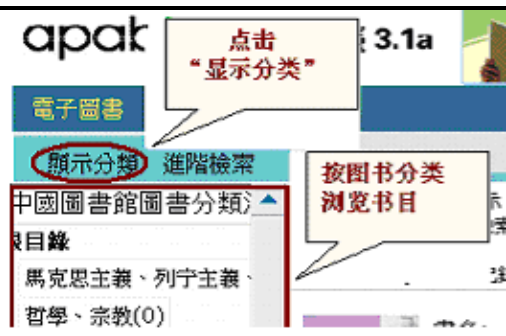 apak
3.1a
点击
“显示分类”
電子圖書
顯示分類 進階檢索
按图书分类
浏览书目
中國圖書館圖書分類
目錄
馬克思主義、列宁主義、
哲學、宗教(0)